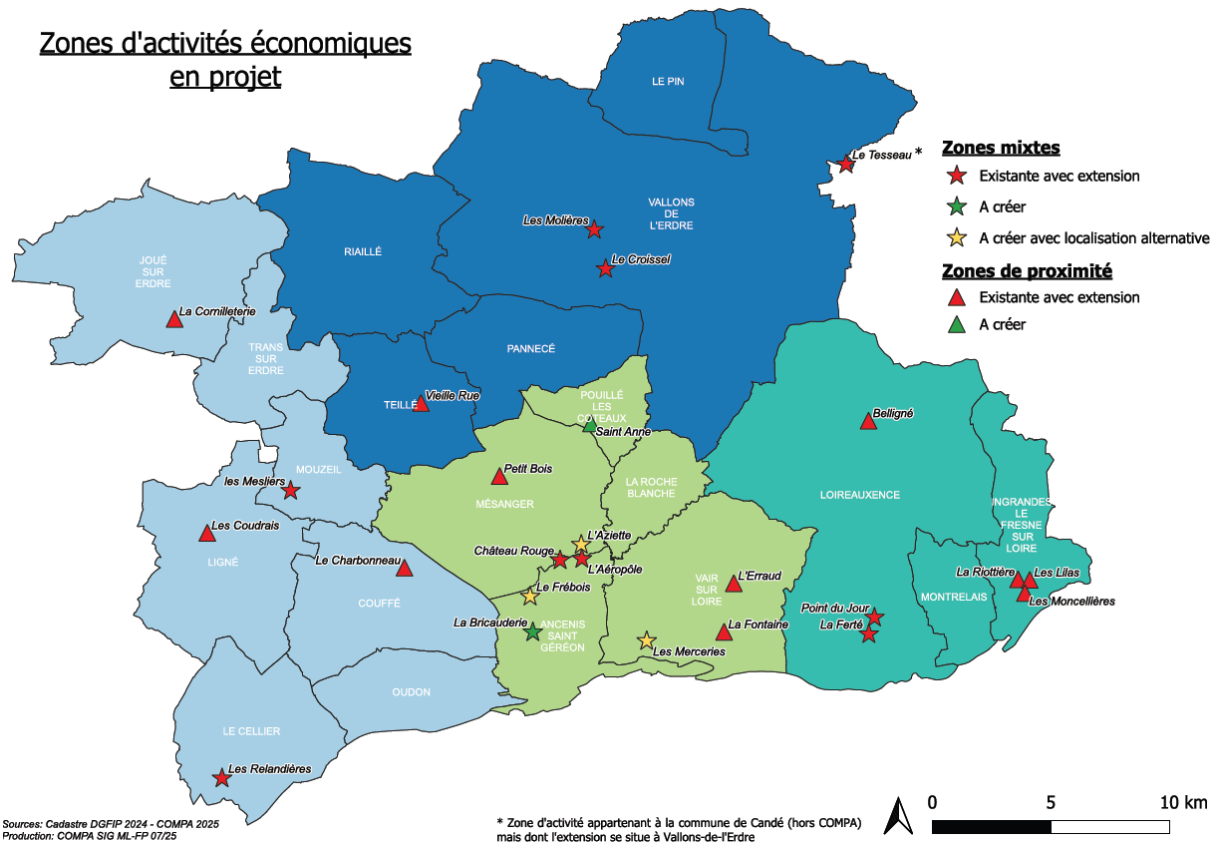 Zones d'activités économiques
en projet
LE PIN
Le Tesseau *
Zones mixtes
Existante avec extension
A créer
A créer avec localisation alternative
Zones de proximité
Existante avec extension
A créer
VALLONS
DE
L'ERDRE
Les Molières
Le Croissel
RIAILLÉ
JOUÉ
SUR
ERDRE
La Cornilleterie
TRANS
SUR
ERDRE
PANNECÉ
TEILLÉ
Vieille Rue
POUILLÉ
LES
COTEAUX
Saint Anne
Belligné
MOUZEIL
les Mesliers
Petit Bois
MÉSANGER
LA ROCHE
BLANCHE
LOIREAUXENCE
INGRANDES
LE
FRESNE
SUR
LOIRE
Les Coudrais
LIGNÉ
Le Charbonneau
COUFFÉ
L'Aziette
Château Rouge
L'Aéropôle
Le Frébois
La Bricauderie
ANCENIS
SAINT
GÉRÉON
VAIR
SUR
LOIRE
L'Erraud
La Fontaine
Les Merceries
Point du Jour
La Ferté
MONTRELAIS
La Riottière
Les Lilas
Les Moncellières
OUDON
LE CELLIER
Les Relandières
Sources: Cadastre DGFIP 2024 - COMPA 2025
Production: COMPA SIG ML-FP 07/25
* Zone d'activité appartenant à la commune de Candé (hors COMPA)
mais dont l'extension se situe à Vallons-de-l'Erdre
0 5 10 km